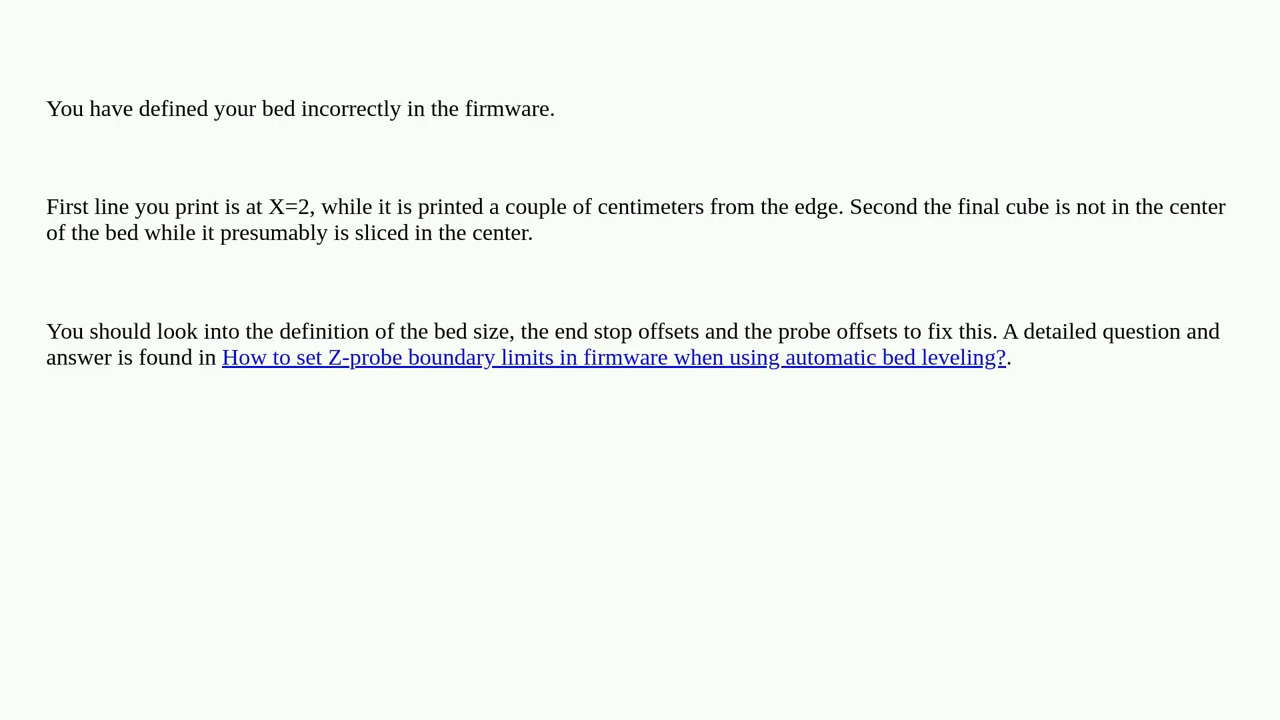 You have defined your bed incorrectly in the firmware.
First line you print is at X=2, while it is printed a couple of centimeters from the edge. Second the final cube is not in the center
of the bed while it presumably is sliced in the center.
You should look into the definition of the bed size, the end stop offsets and the probe offsets to fix this. A detailed question and
answer is found in How to set Z-probe boundary limits in firmware when using automatic bed leveling?.